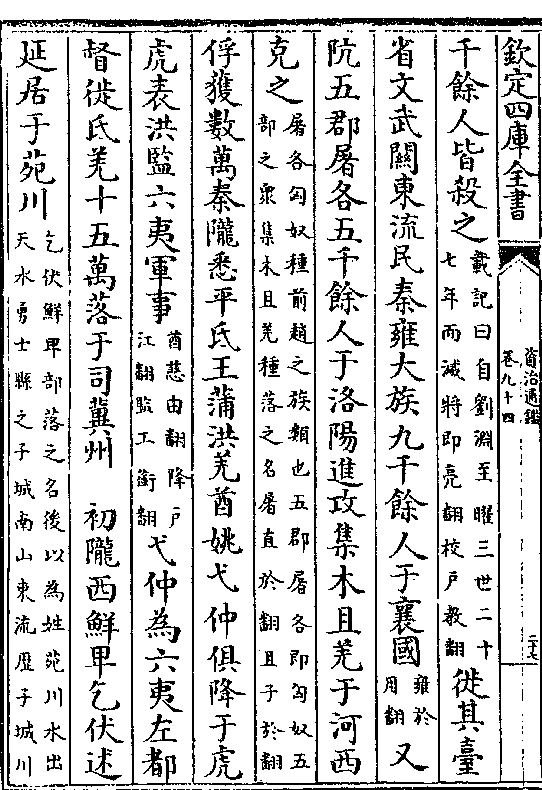 欽定四庫全書
資治通鑑
卷九十四
二十七
千餘人皆殺之
載記曰自劉淵至曜三世二十
七年而滅將即亮翻校戶教翻
徙其臺
省文武關東流民秦雍大族九千餘人于襄國
雍於
用翻
又
阬五郡屠各五千餘人于洛陽進攻集木且羌于河西
克之
屠各匈奴種前趙之族類也五郡屠各即匈奴五
部之眾集木且羌種落之名屠直於翻且子於翻
俘獲數萬秦隴悉平氐王蒲洪羌酋姚弋仲俱降于虎
虎表洪監六夷軍事
酋慈由翻降戶
江翻監工銜翻
弋仲為六夷左都
督徙氐羌十五萬落于司冀州　初隴西鮮卑乞伏述
延居于苑川
乞伏鮮卑部落之名後以為姓苑川水出
天水勇士縣之子城南山東流歷子城川